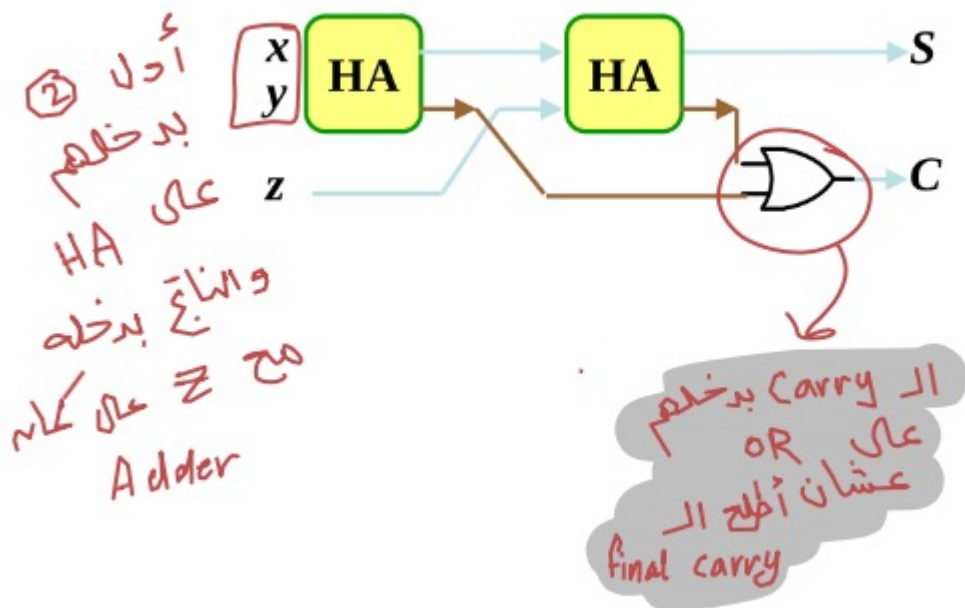 x
y
z
HA
HA
S
C
أول ②
بدخلهم
على
HA
والناتج بدخله
مع z على كمان
Adder
الـ Carry بدخلهم
على OR
عشان أطلع الـ
final carry